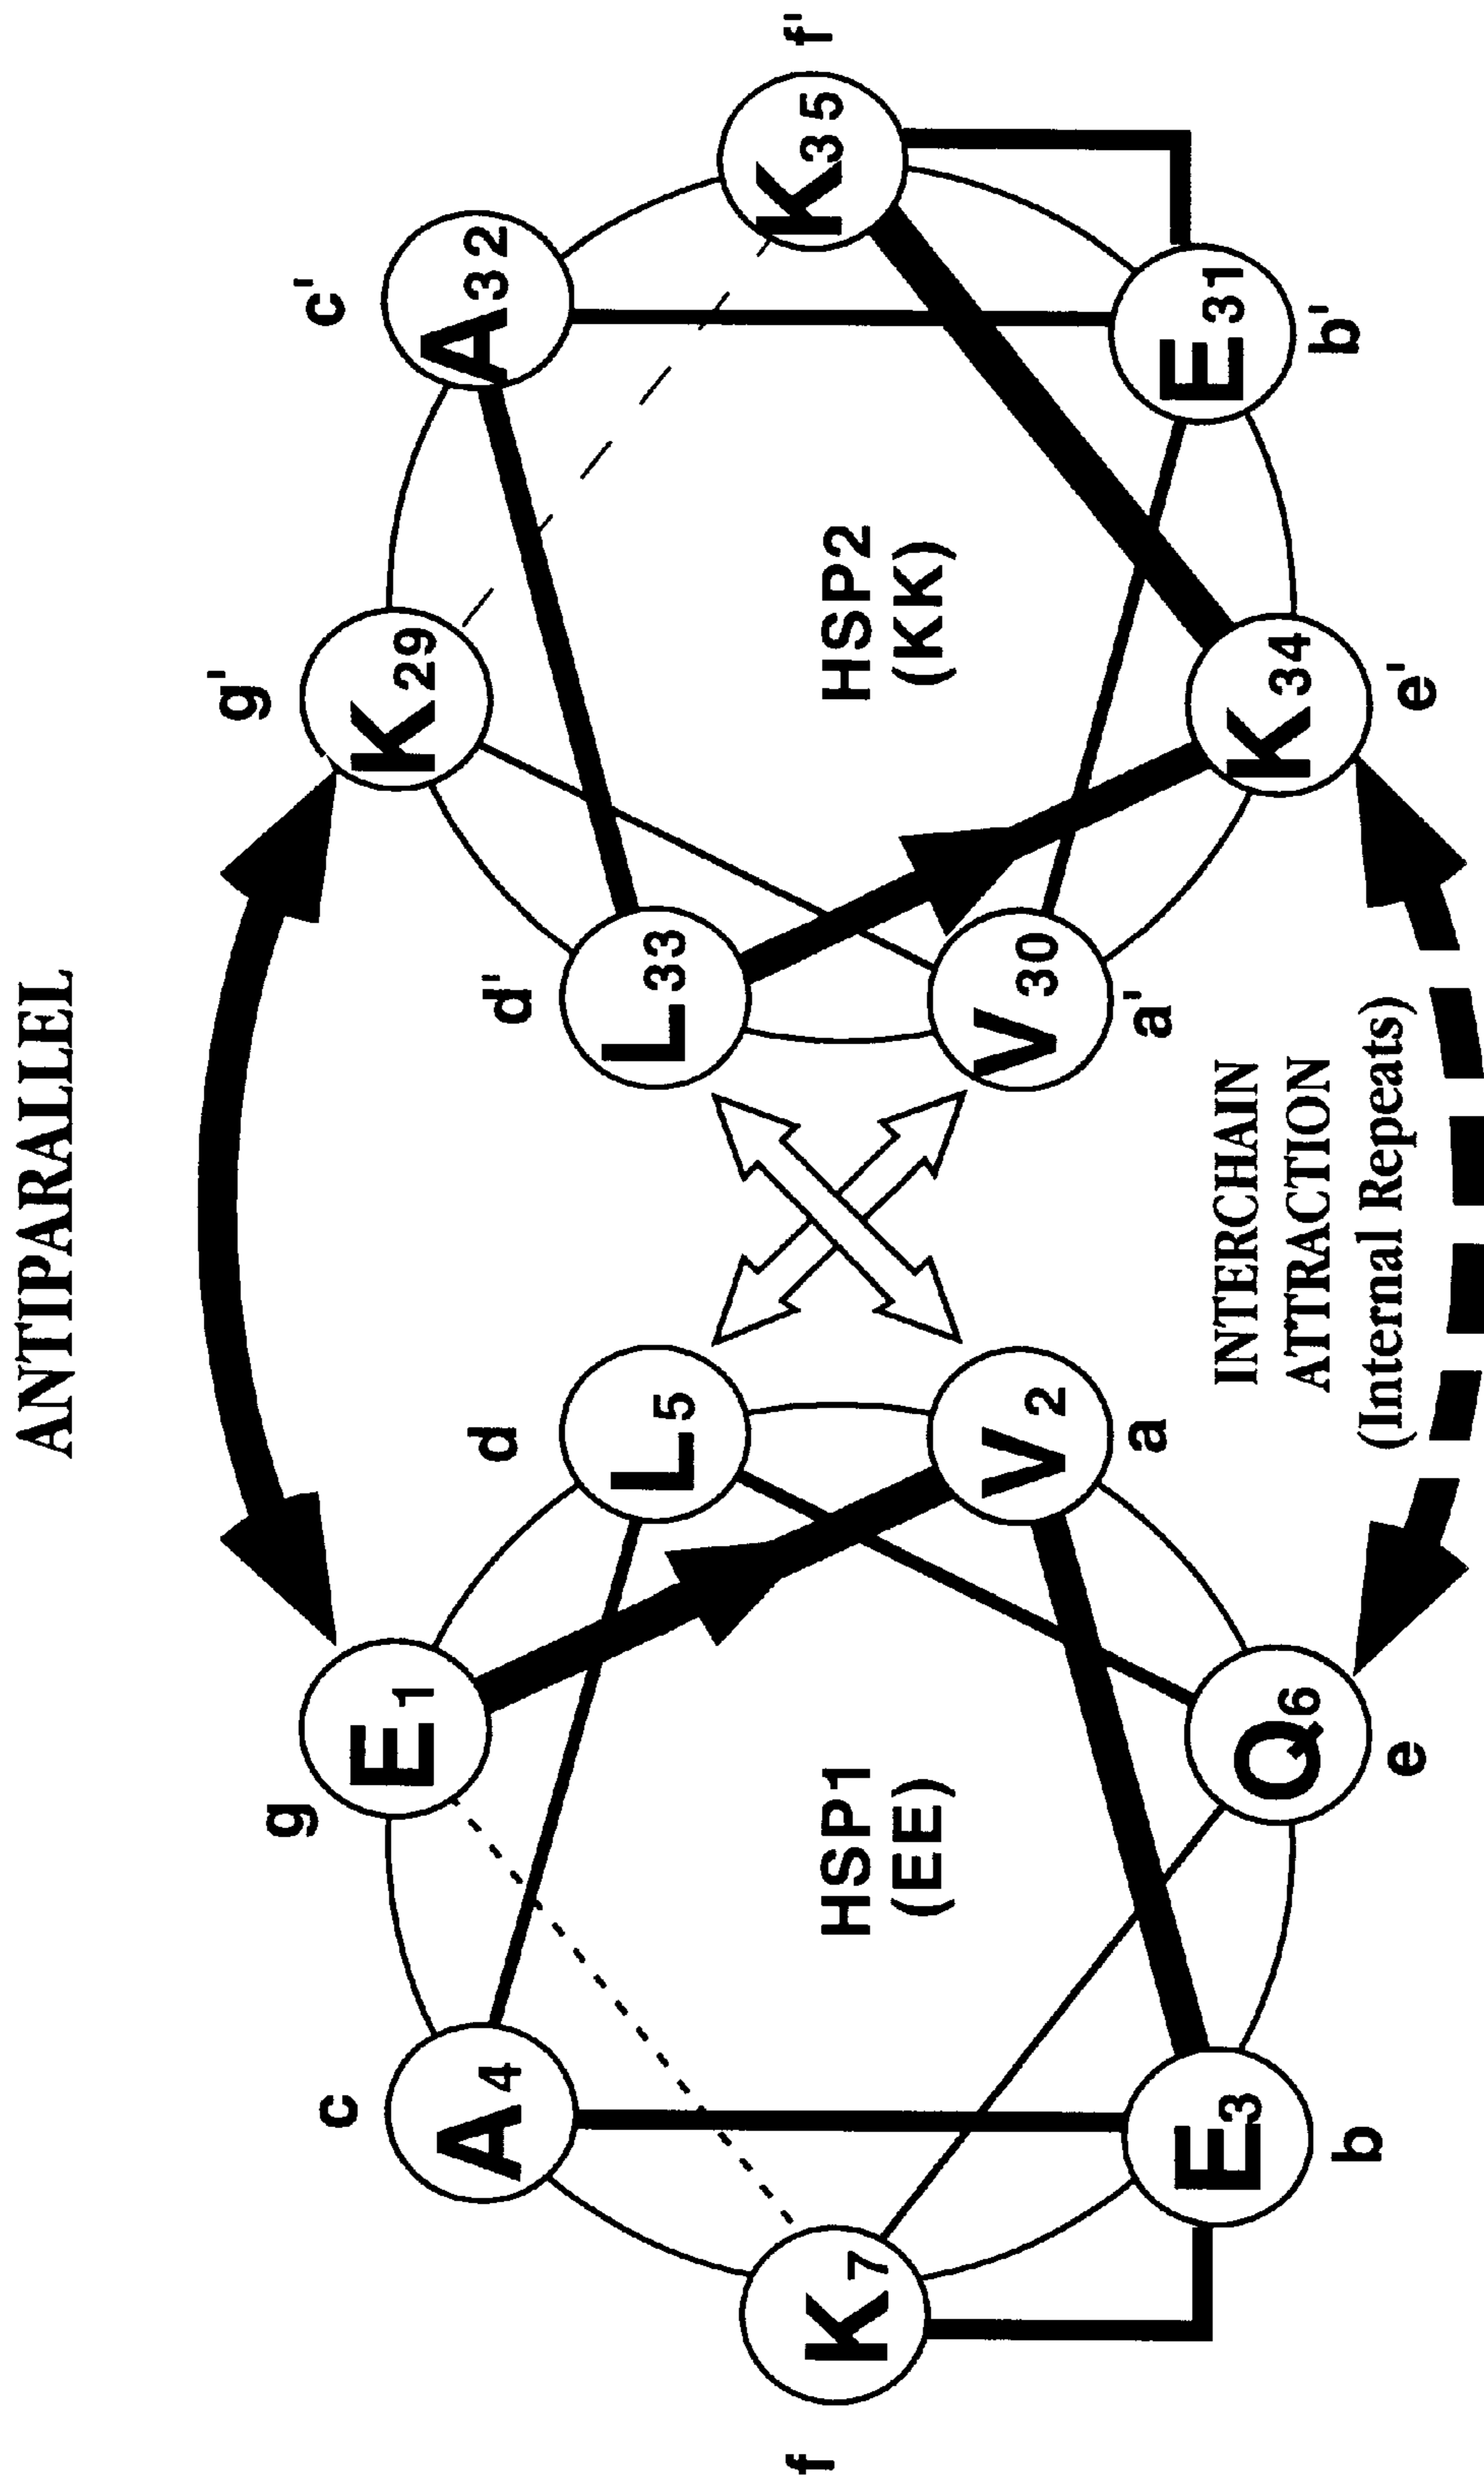 ANTIPARALLEL
g
E1
g'
K29
c
A4
c'
A32
d
L5
d'
L33
f
K7
f'
K35
HSP1
(EE)
HSP2
(KK)
V2
a
V30
a'
E3
b
E31
b'
Q6
e
K34
e'
INTERCHAIN
ATTRACTION
(Internal Repeats)